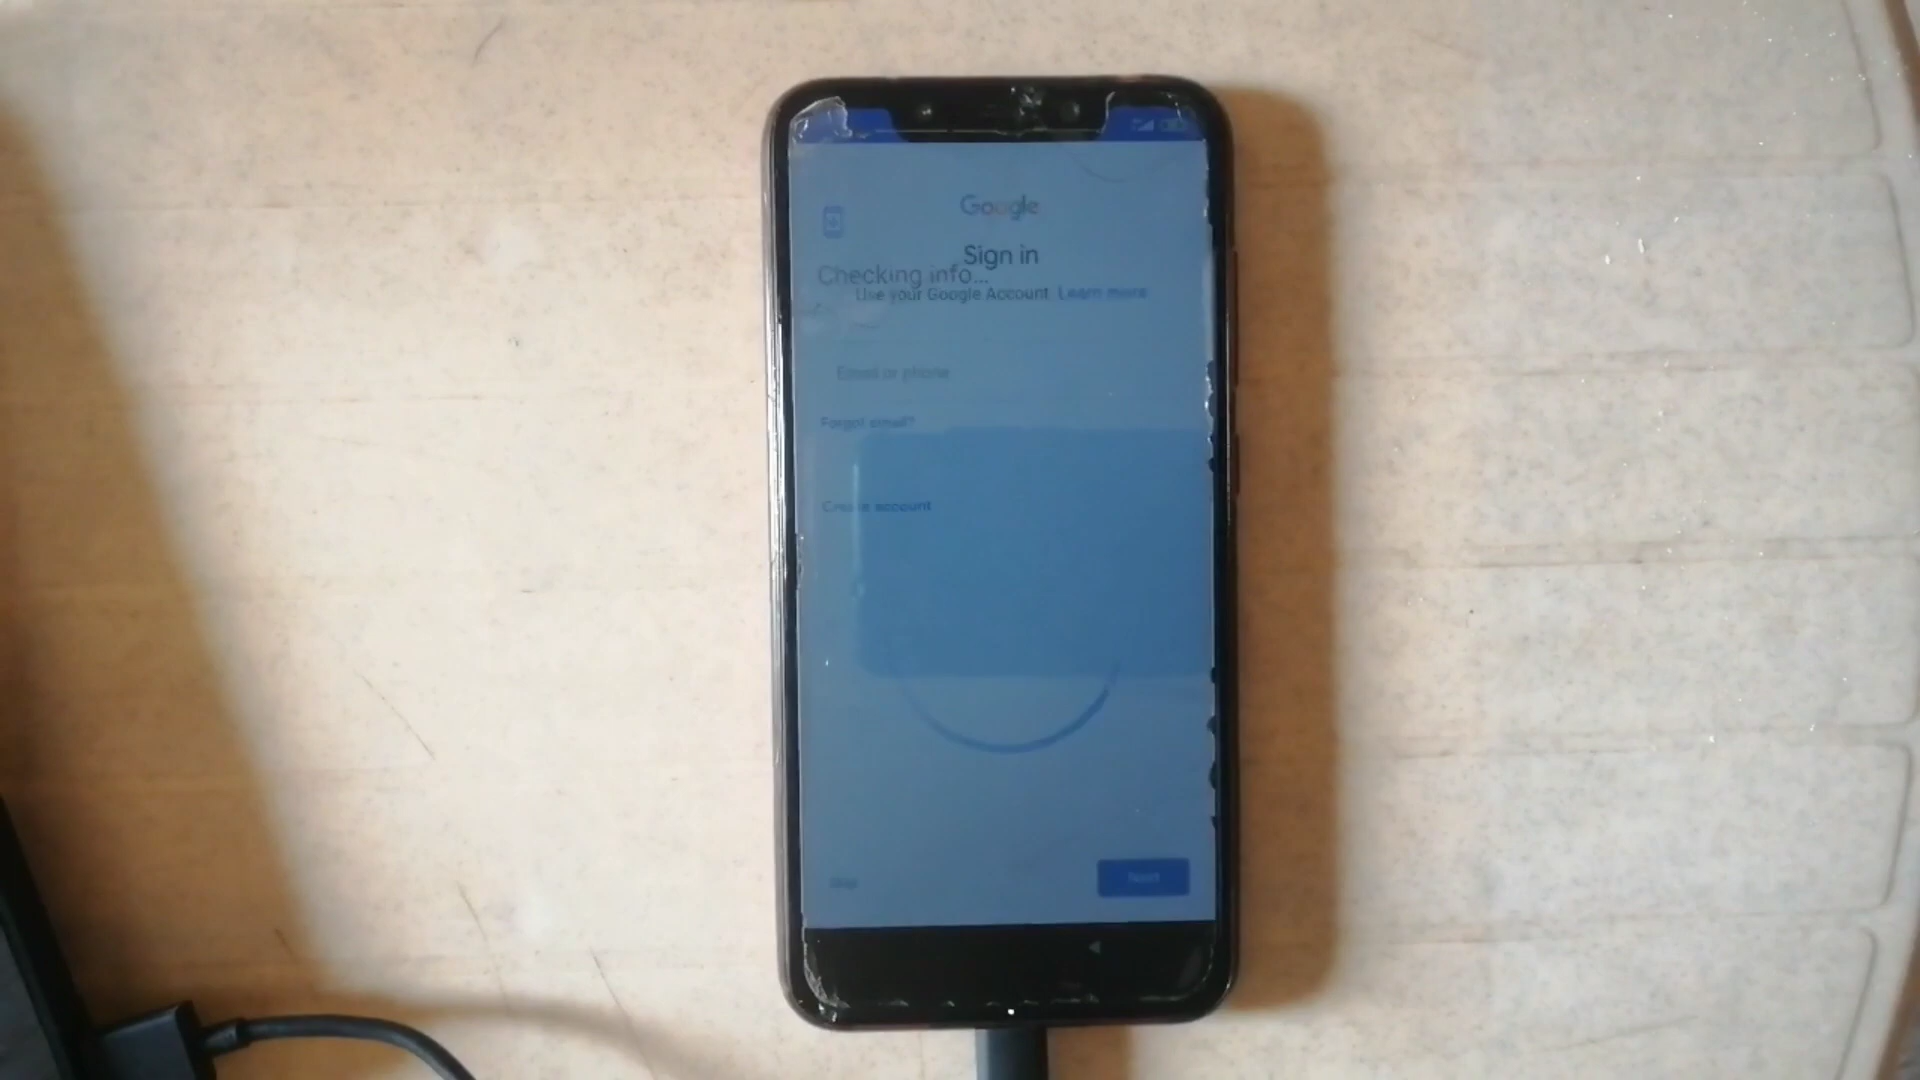 Google
Sign in
Checking info...
Use your Google Account Learn more
Email or phone
Forgot email?
Create account
Skip
Next